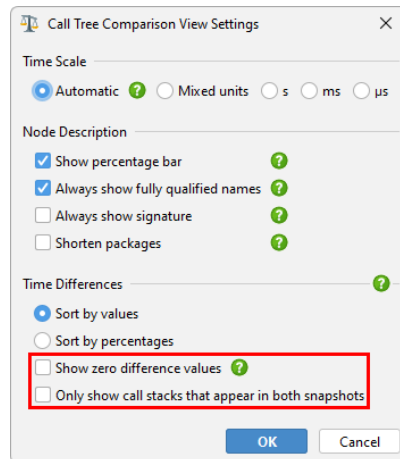 Call Tree Comparison View Settings
Time Scale
Automatic ? Mixed units s ms µs
Node Description
Show percentage bar ?
Always show fully qualified names ?
Always show signature ?
Shorten packages ?
Time Differences ?
Sort by values
Sort by percentages
Show zero difference values ?
Only show call stacks that appear in both snapshots
OK Cancel